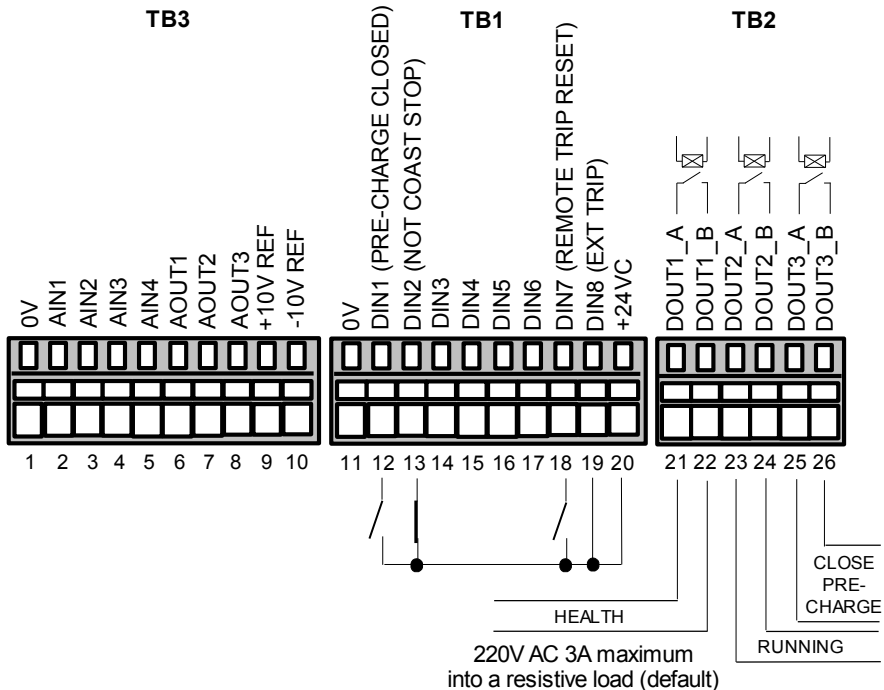 TB3
TB1
TB2
0V
AIN1
AIN2
AIN3
AIN4
AOUT1
AOUT2
AOUT3
+10V REF
-10V REF
0V
DIN1 (PRE-CHARGE CLOSED)
DIN2 (NOT COAST STOP)
DIN3
DIN4
DIN5
DIN6
DIN7 (REMOTE TRIP RESET)
DIN8 (EXT TRIP)
+24VC
DOUT1_A
DOUT1_B
DOUT2_A
DOUT2_B
DOUT3_A
DOUT3_B
1 2 3 4 5 6 7 8 9 10
11 12 13 14 15 16 17 18 19 20
21 22 23 24 25 26
CLOSE
PRE-
CHARGE
HEALTH
RUNNING
220V AC 3A maximum
into a resistive load (default)